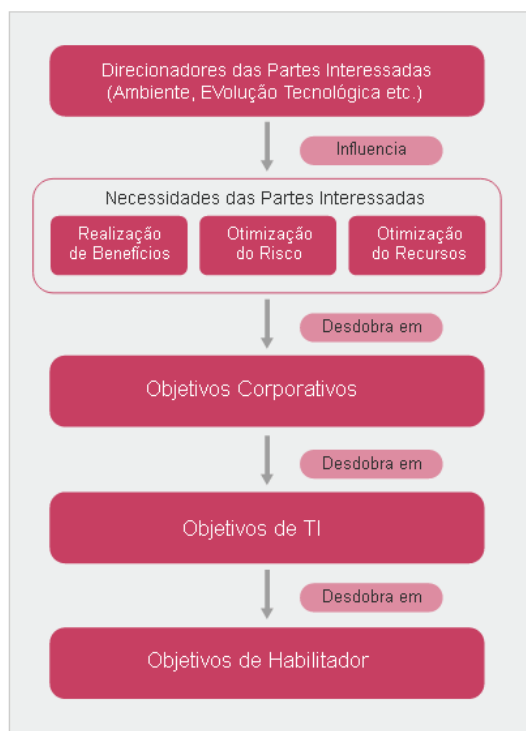 Direcionadores das Partes Interessadas
(Ambiente, EVolução Tecnológica etc.)
Influencia
Necessidades das Partes Interessadas
Realização
de Benefícios
Otimização
do Risco
Otimização
do Recursos
Desdobra em
Objetivos Corporativos
Desdobra em
Objetivos de TI
Desdobra em
Objetivos de Habilitador